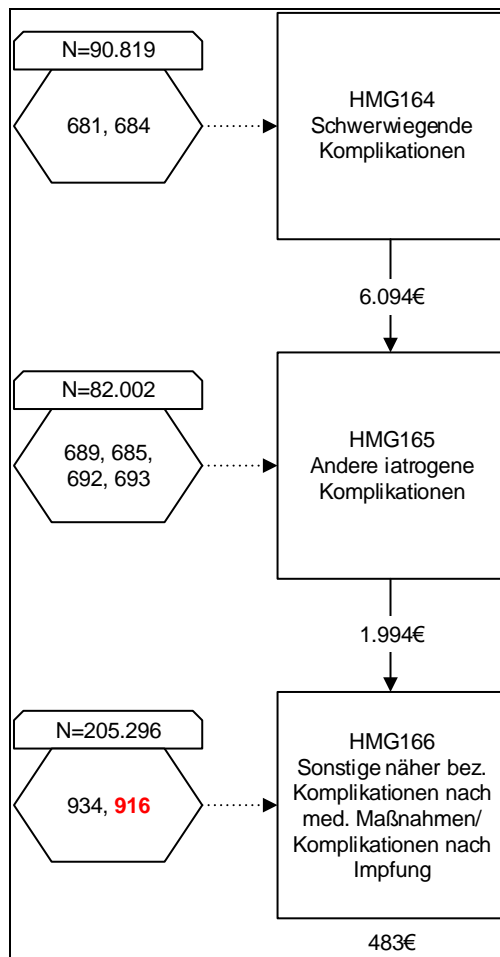 N=90.819
681, 684
HMG164
Schwerwiegende
Komplikationen
6.094€
N=82.002
689, 685,
692, 693
HMG165
Andere iatrogene
Komplikationen
1.994€
N=205.296
934, 916
HMG166
Sonstige näher bez.
Komplikationen nach
med. Maßnahmen/
Komplikationen nach
Impfung
483€